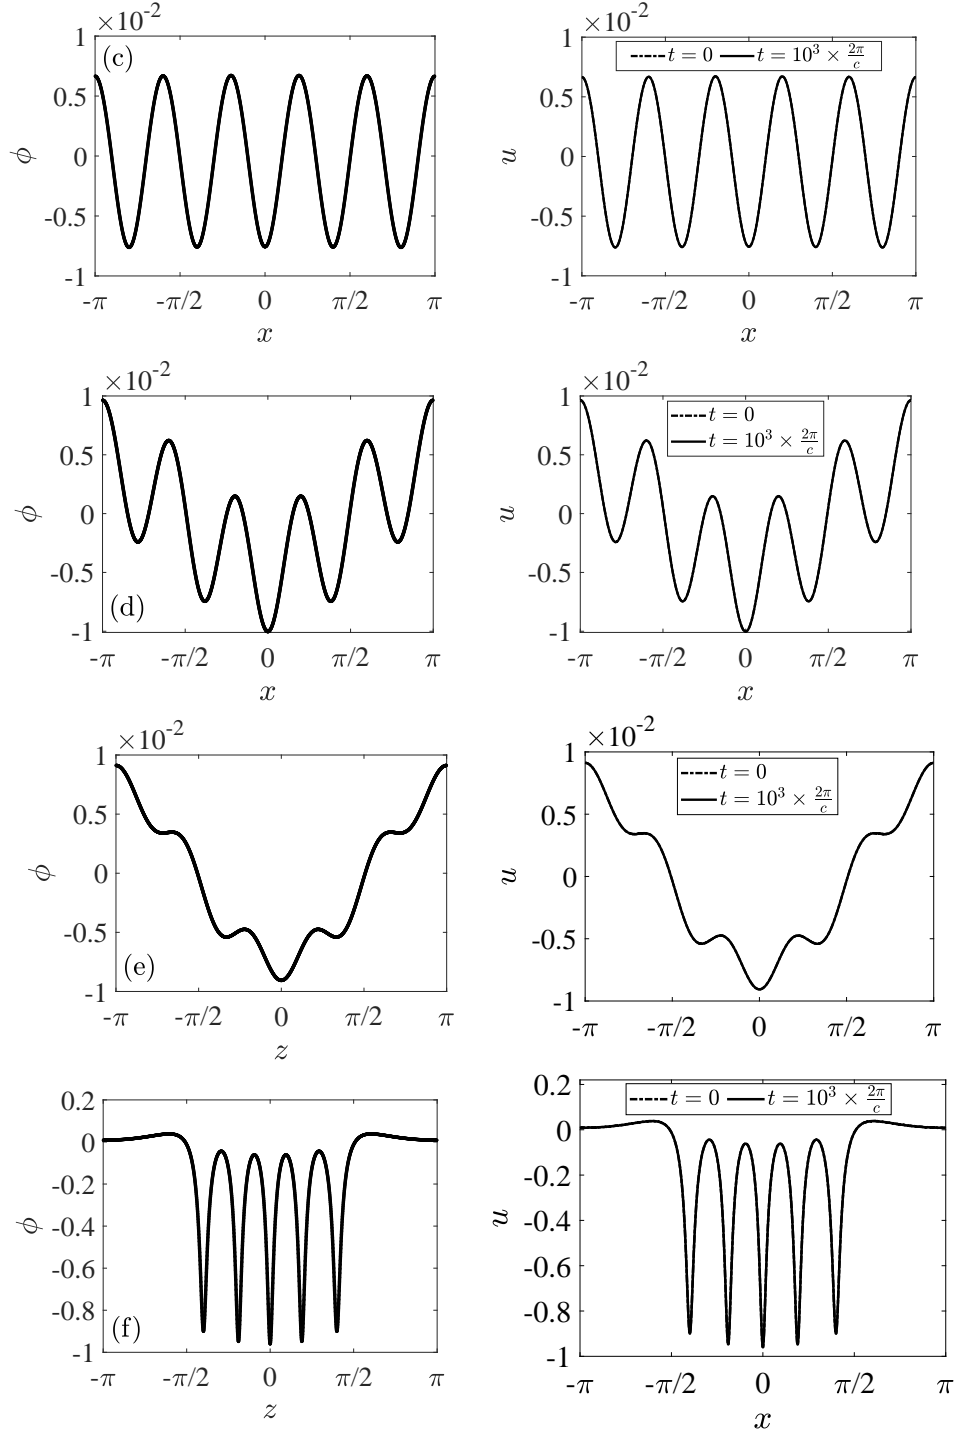 ×10⁻²
1
0.5
0
-0.5
-1
(c)
ϕ
-π -π/2 0 π/2 π
x
×10⁻²
1
0.5
0
-0.5
-1
t = 0 t = 10³ × 2π/c
u
-π -π/2 0 π/2 π
x
×10⁻²
1
0.5
0
-0.5
-1
ϕ
(d)
-π -π/2 0 π/2 π
x
×10⁻²
1
0.5
0
-0.5
-1
t = 0
t = 10³ × 2π/c
u
-π -π/2 0 π/2 π
x
×10⁻²
1
0.5
0
-0.5
-1
ϕ
(e)
-π -π/2 0 π/2 π
z
×10⁻²
1
0.5
0
-0.5
-1
t = 0
t = 10³ × 2π/c
u
-π -π/2 0 π/2 π
0.2
0
-0.2
-0.4
-0.6
-0.8
-1
ϕ
(f)
-π -π/2 0 π/2 π
z
0.2
0
-0.2
-0.4
-0.6
-0.8
-1
t = 0 t = 10³ × 2π/c
u
-π -π/2 0 π/2 π
x